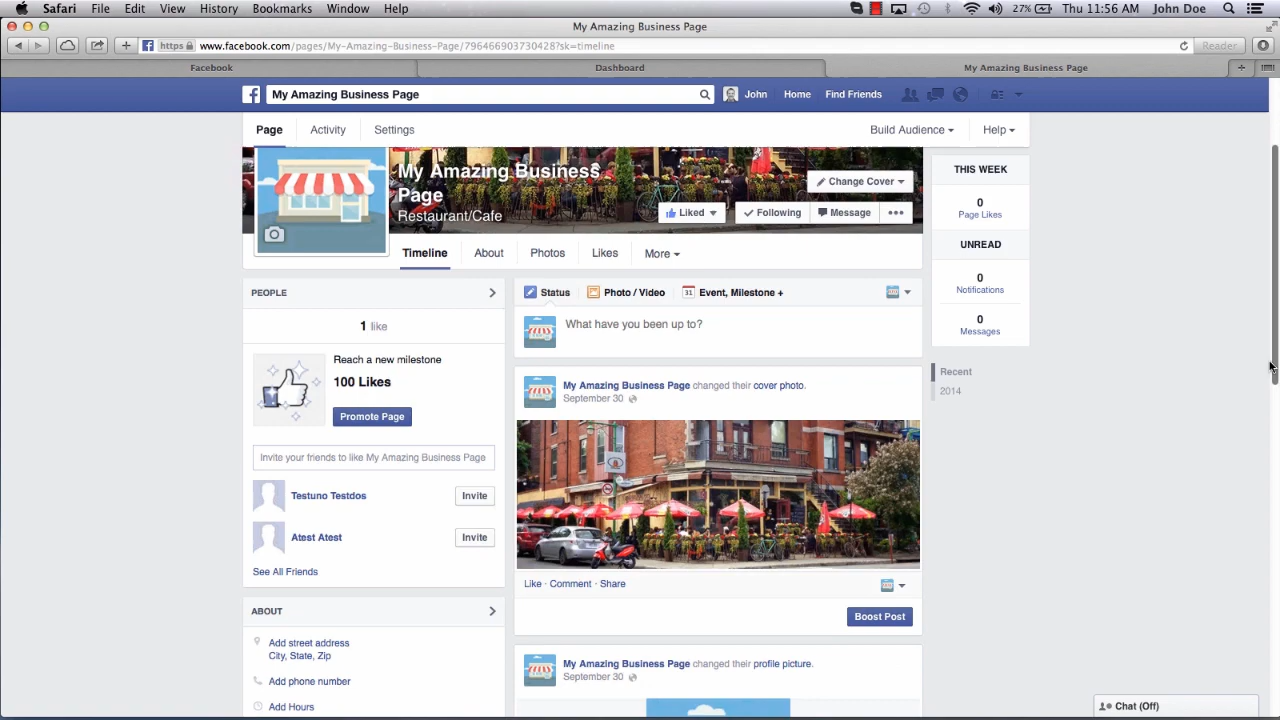 Safari File Edit View History Bookmarks Window Help 27% Thu 11:56 AM John Doe
My Amazing Business Page
https www.facebook.com/pages/My-Amazing-Business-Page/796466903730428?sk=timeline Reader
Facebook Dashboard My Amazing Business Page +
My Amazing Business Page John Home Find Friends
Page Activity Settings Build Audience Help
My Amazing Business
Page
Restaurant/Cafe
Change Cover
Liked Following Message •••
Timeline About Photos Likes More
THIS WEEK
0
Page Likes
UNREAD
0
Notifications
0
Messages
Recent
2014
PEOPLE
1 like
Reach a new milestone
100 Likes
Promote Page
Invite your friends to like My Amazing Business Page
Testuno Testdos Invite
Atest Atest Invite
See All Friends
ABOUT
Add street address
City, State, Zip
Add phone number
Add Hours
Status Photo / Video 31 Event, Milestone +
What have you been up to?
My Amazing Business Page changed their cover photo.
September 30
Like · Comment · Share
Boost Post
My Amazing Business Page changed their profile picture.
September 30
Chat (Off)